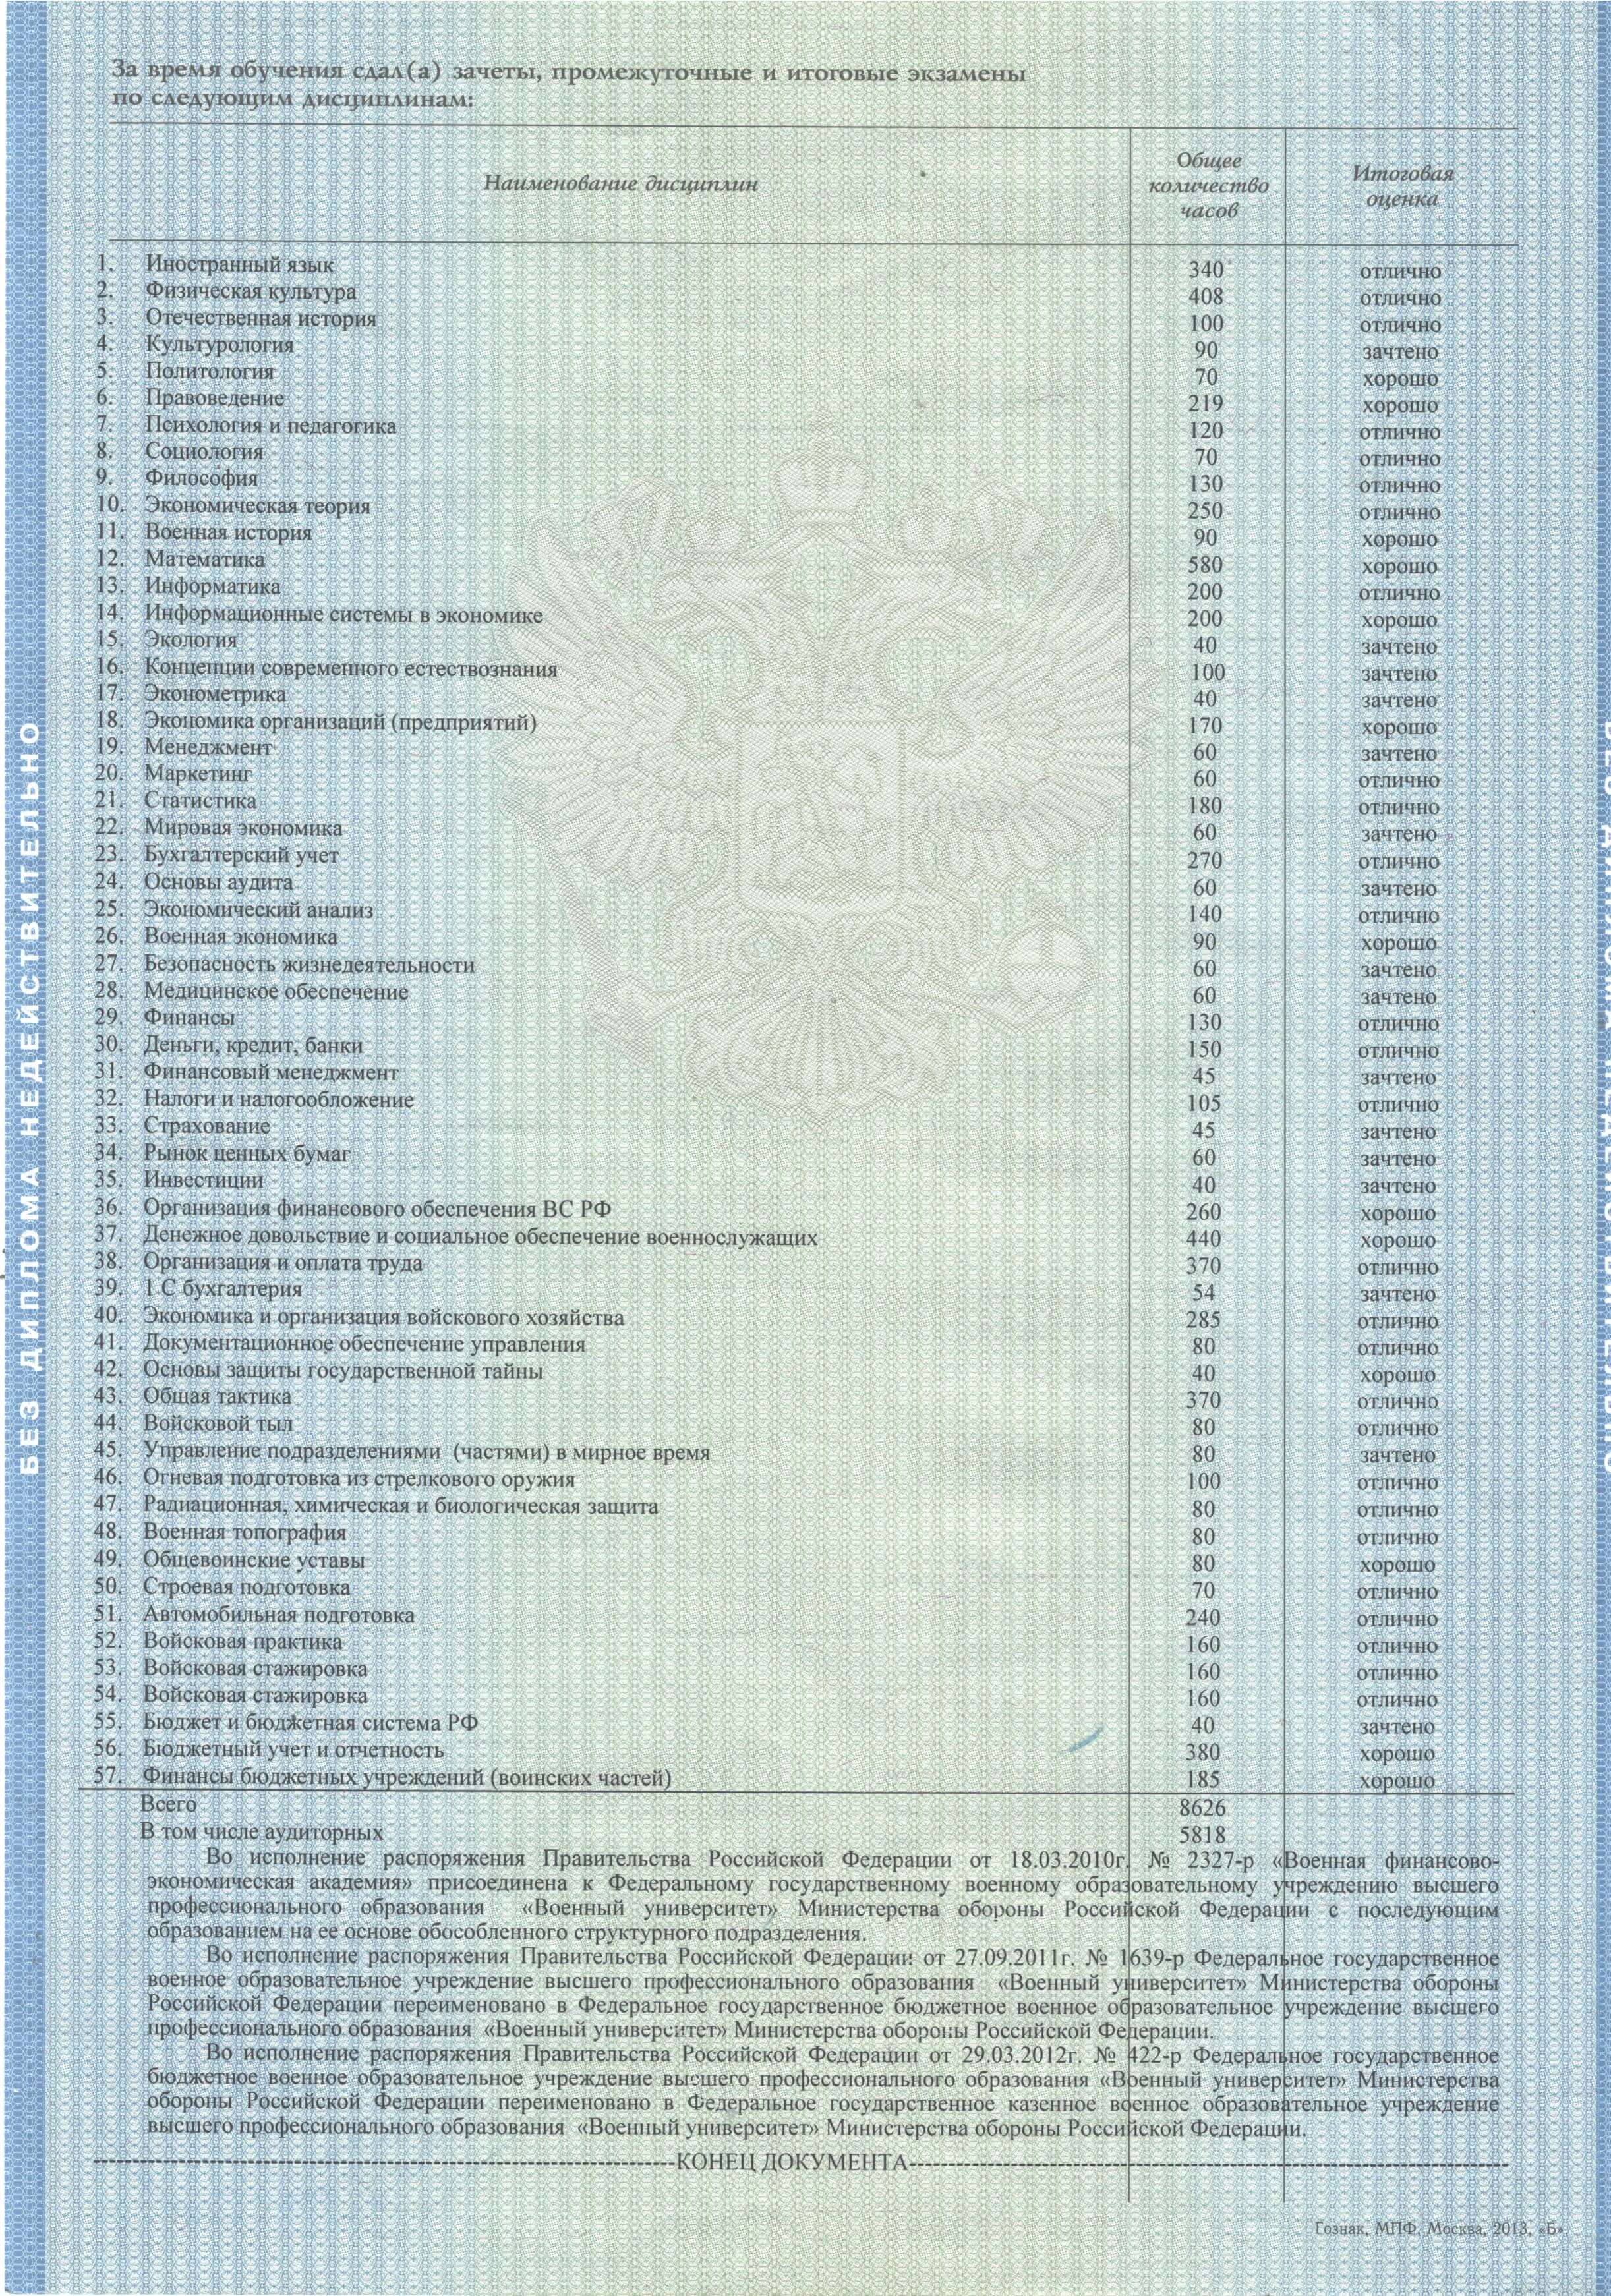 За время обучения сдал(а) зачеты, промежуточные и итоговые экзамены
по следующим дисциплинам:
Наименование дисциплин
Общее
количество
часов
Итоговая
оценка
1. Иностранный язык 340 отлично
2. Физическая культура 408 отлично
3. Отечественная история 100 отлично
4. Культурология 90 зачтено
5. Политология 70 хорошо
6. Правоведение 219 хорошо
7. Психология и педагогика 120 отлично
8. Социология 70 отлично
9. Философия 130 отлично
10. Экономическая теория 250 отлично
11. Военная история 90 хорошо
12. Математика 580 хорошо
13. Информатика 200 отлично
14. Информационные системы в экономике 200 хорошо
15. Экология 40 зачтено
16. Концепции современного естествознания 100 зачтено
17. Эконометрика 40 зачтено
18. Экономика организаций (предприятий) 170 хорошо
19. Менеджмент 60 зачтено
20. Маркетинг 60 отлично
21. Статистика 180 отлично
22. Мировая экономика 60 зачтено
23. Бухгалтерский учет 270 отлично
24. Основы аудита 60 зачтено
25. Экономический анализ 140 отлично
26. Военная экономика 90 хорошо
27. Безопасность жизнедеятельности 60 зачтено
28. Медицинское обеспечение 60 зачтено
29. Финансы 130 отлично
30. Деньги, кредит, банки 150 отлично
31. Финансовый менеджмент 45 зачтено
32. Налоги и налогообложение 105 отлично
33. Страхование 45 зачтено
34. Рынок ценных бумаг 60 зачтено
35. Инвестиции 40 зачтено
36. Организация финансового обеспечения ВС РФ 260 хорошо
37. Денежное довольствие и социальное обеспечение военнослужащих 440 хорошо
38. Организация и оплата труда 370 отлично
39. 1 С бухгалтерия 54 зачтено
40. Экономика и организация войскового хозяйства 285 отлично
41. Документационное обеспечение управления 80 отлично
42. Основы защиты государственной тайны 40 хорошо
43. Общая тактика 370 отлично
44. Войсковой тыл 80 отлично
45. Управление подразделениями (частями) в мирное время 80 зачтено
46. Огневая подготовка из стрелкового оружия 100 отлично
47. Радиационная, химическая и биологическая защита 80 отлично
48. Военная топография 80 отлично
49. Общевоинские уставы 80 хорошо
50. Строевая подготовка 70 отлично
51. Автомобильная подготовка 240 отлично
52. Войсковая практика 160 отлично
53. Войсковая стажировка 160 отлично
54. Войсковая стажировка 160 отлично
55. Бюджет и бюджетная система РФ 40 зачтено
56. Бюджетный учет и отчетность 380 хорошо
57. Финансы бюджетных учреждений (воинских частей) 185 хорошо
Всего 8626
В том числе аудиторных 5818
Во исполнение распоряжения Правительства Российской Федерации от 18.03.2010г. № 2327-р «Военная финансово-
экономическая академия» присоединена к Федеральному государственному военному образовательному учреждению высшего
профессионального образования «Военный университет» Министерства обороны Российской Федерации с последующим
образованием на ее основе обособленного структурного подразделения.
Во исполнение распоряжения Правительства Российской Федерации от 27.09.2011г. № 1639-р Федеральное государственное
военное образовательное учреждение высшего профессионального образования «Военный университет» Министерства обороны
Российской Федерации переименовано в Федеральное государственное бюджетное военное образовательное учреждение высшего
профессионального образования «Военный университет» Министерства обороны Российской Федерации.
Во исполнение распоряжения Правительства Российской Федерации от 29.03.2012г. № 422-р Федеральное государственное
бюджетное военное образовательное учреждение высшего профессионального образования «Военный университет» Министерства
обороны Российской Федерации переименовано в Федеральное государственное казенное военное образовательное учреждение
высшего профессионального образования «Военный университет» Министерства обороны Российской Федерации.
КОНЕЦ ДОКУМЕНТА
Гознак, МПФ, Москва, 2013, «Б».
БЕЗ ДИПЛОМА НЕДЕЙСТВИТЕЛЬНО